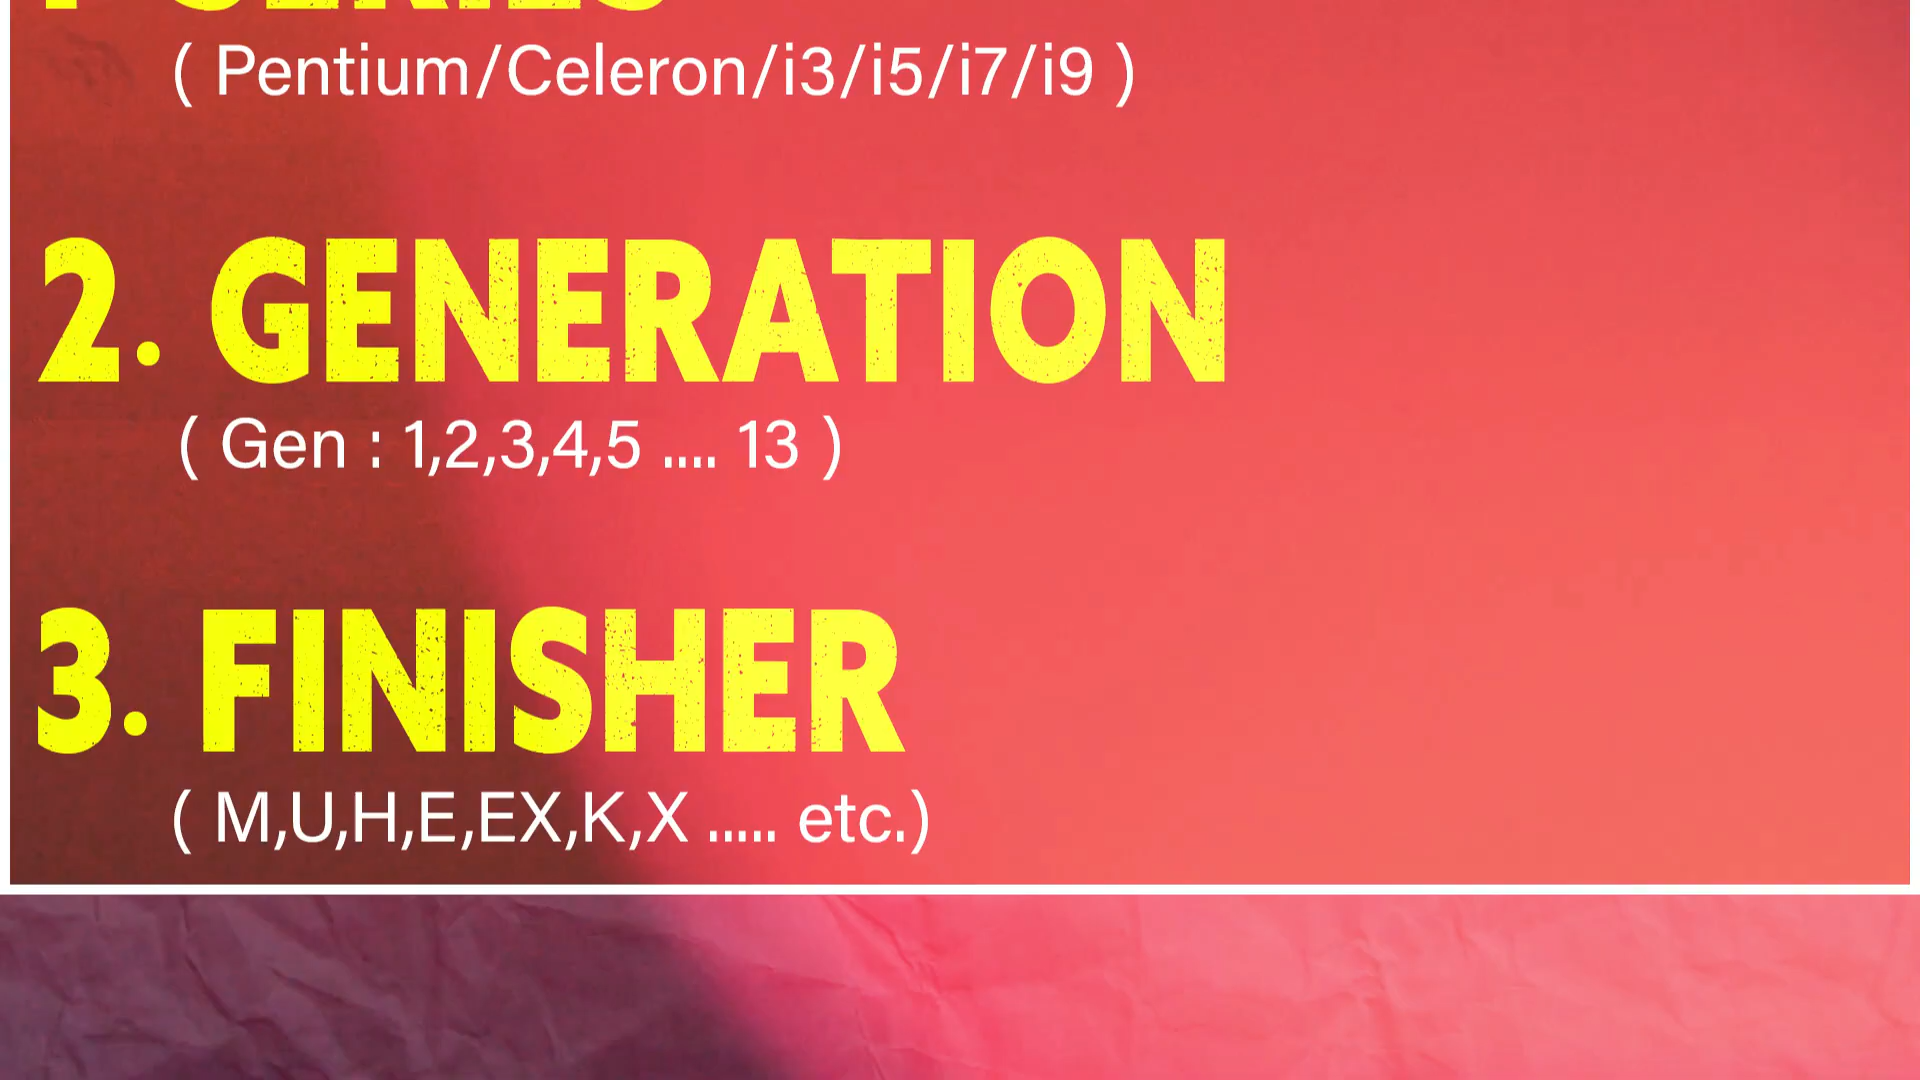 ( Pentium/Celeron/i3/i5/i7/i9 )
2. GENERATION
( Gen : 1,2,3,4,5 .... 13 )
3. FINISHER
( M,U,H,E,EX,K,X ..... etc.)